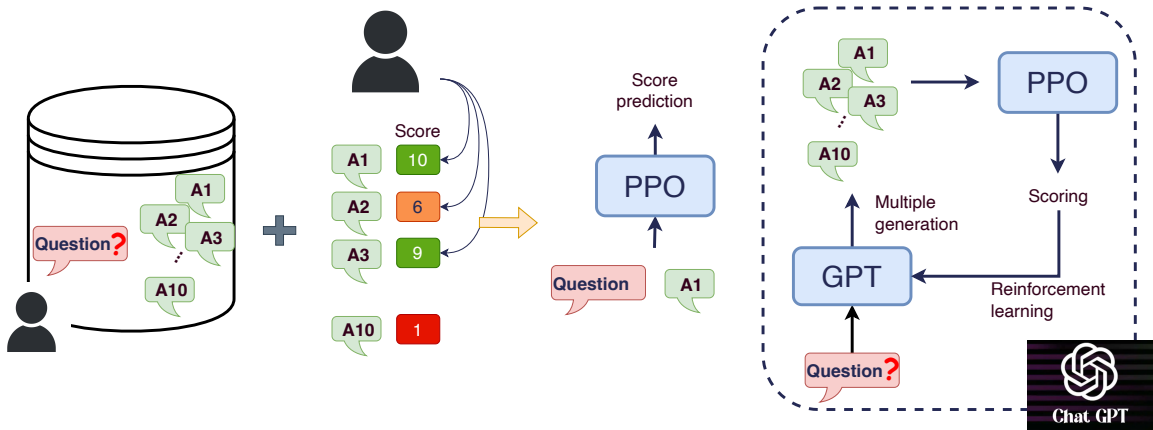 Question?
A1
A2
A3
A10
Score
A1
10
A2
6
A3
9
A10
1
Score
prediction
PPO
Question
A1
A1
A2
A3
A10
PPO
Multiple
generation
Scoring
GPT
Reinforcement
learning
Question?
Chat GPT